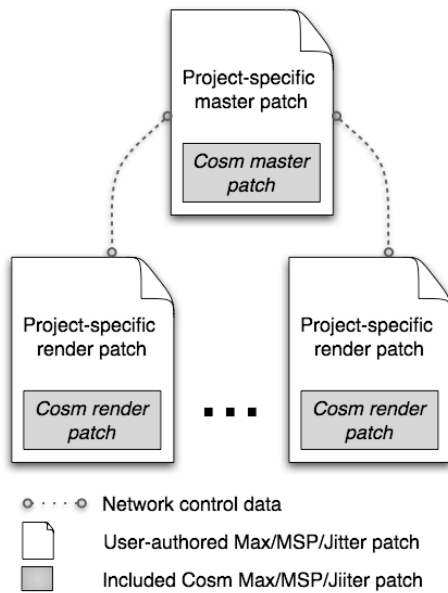 Project-specific
master patch
Cosm master
patch
Project-specific
render patch
Cosm render
patch
...
Project-specific
render patch
Cosm render
patch
Network control data
User-authored Max/MSP/Jitter patch
Included Cosm Max/MSP/Jiiter patch